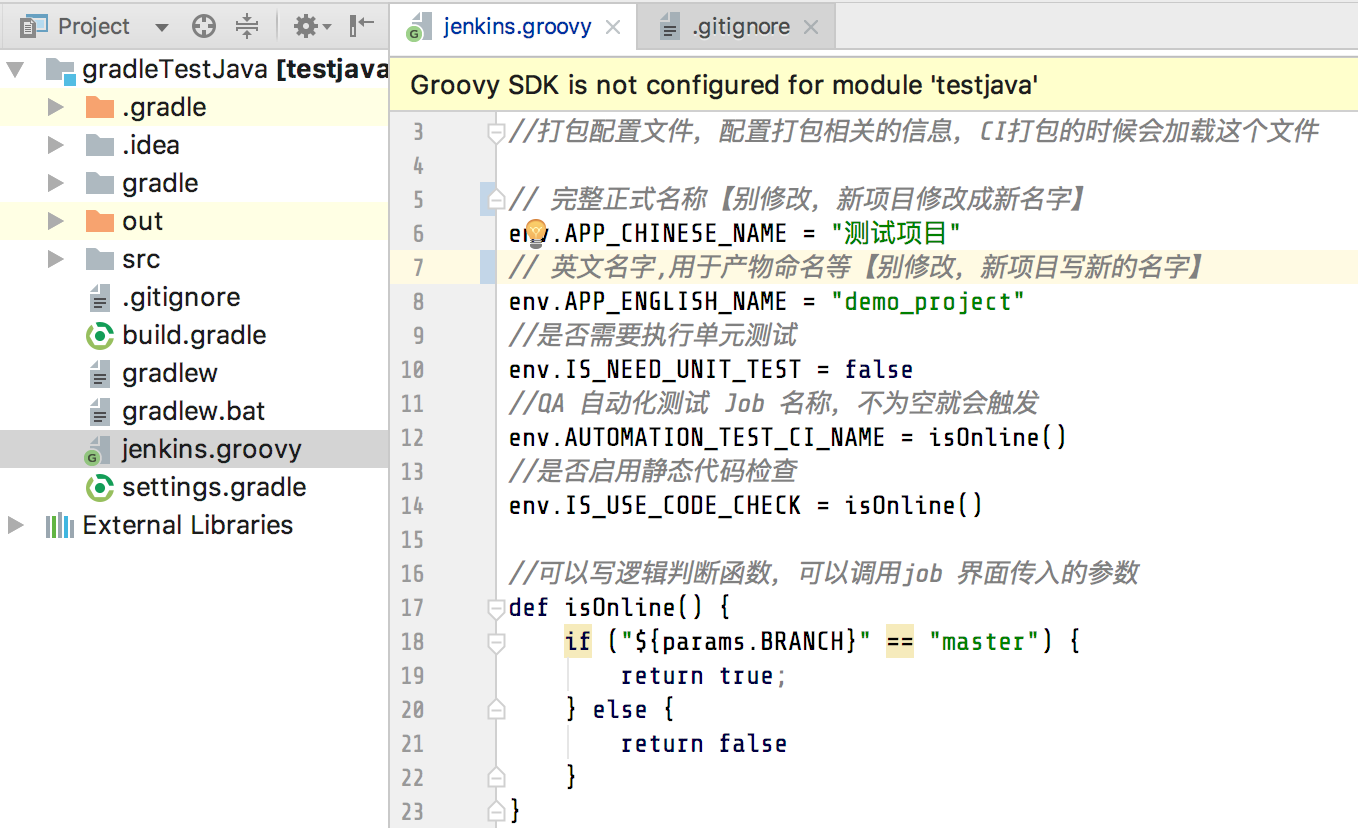 Project
jenkins.groovy
.gitignore
gradleTestJava [testjava
.gradle
.idea
gradle
out
src
.gitignore
build.gradle
gradlew
gradlew.bat
jenkins.groovy
settings.gradle
External Libraries
Groovy SDK is not configured for module 'testjava'
3 //打包配置文件，配置打包相关的信息，CI打包的时候会加载这个文件
4
5 // 完整正式名称【别修改，新项目修改成新名字】
6 env.APP_CHINESE_NAME = "测试项目"
7 // 英文名字,用于产物命名等【别修改，新项目写新的名字】
8 env.APP_ENGLISH_NAME = "demo_project"
9 //是否需要执行单元测试
10 env.IS_NEED_UNIT_TEST = false
11 //QA 自动化测试 Job 名称，不为空就会触发
12 env.AUTOMATION_TEST_CI_NAME = isOnline()
13 //是否启用静态代码检查
14 env.IS_USE_CODE_CHECK = isOnline()
15
16 //可以写逻辑判断函数，可以调用job 界面传入的参数
17 def isOnline() {
18 if ("${params.BRANCH}" == "master") {
19 return true;
20 } else {
21 return false
22 }
23 }